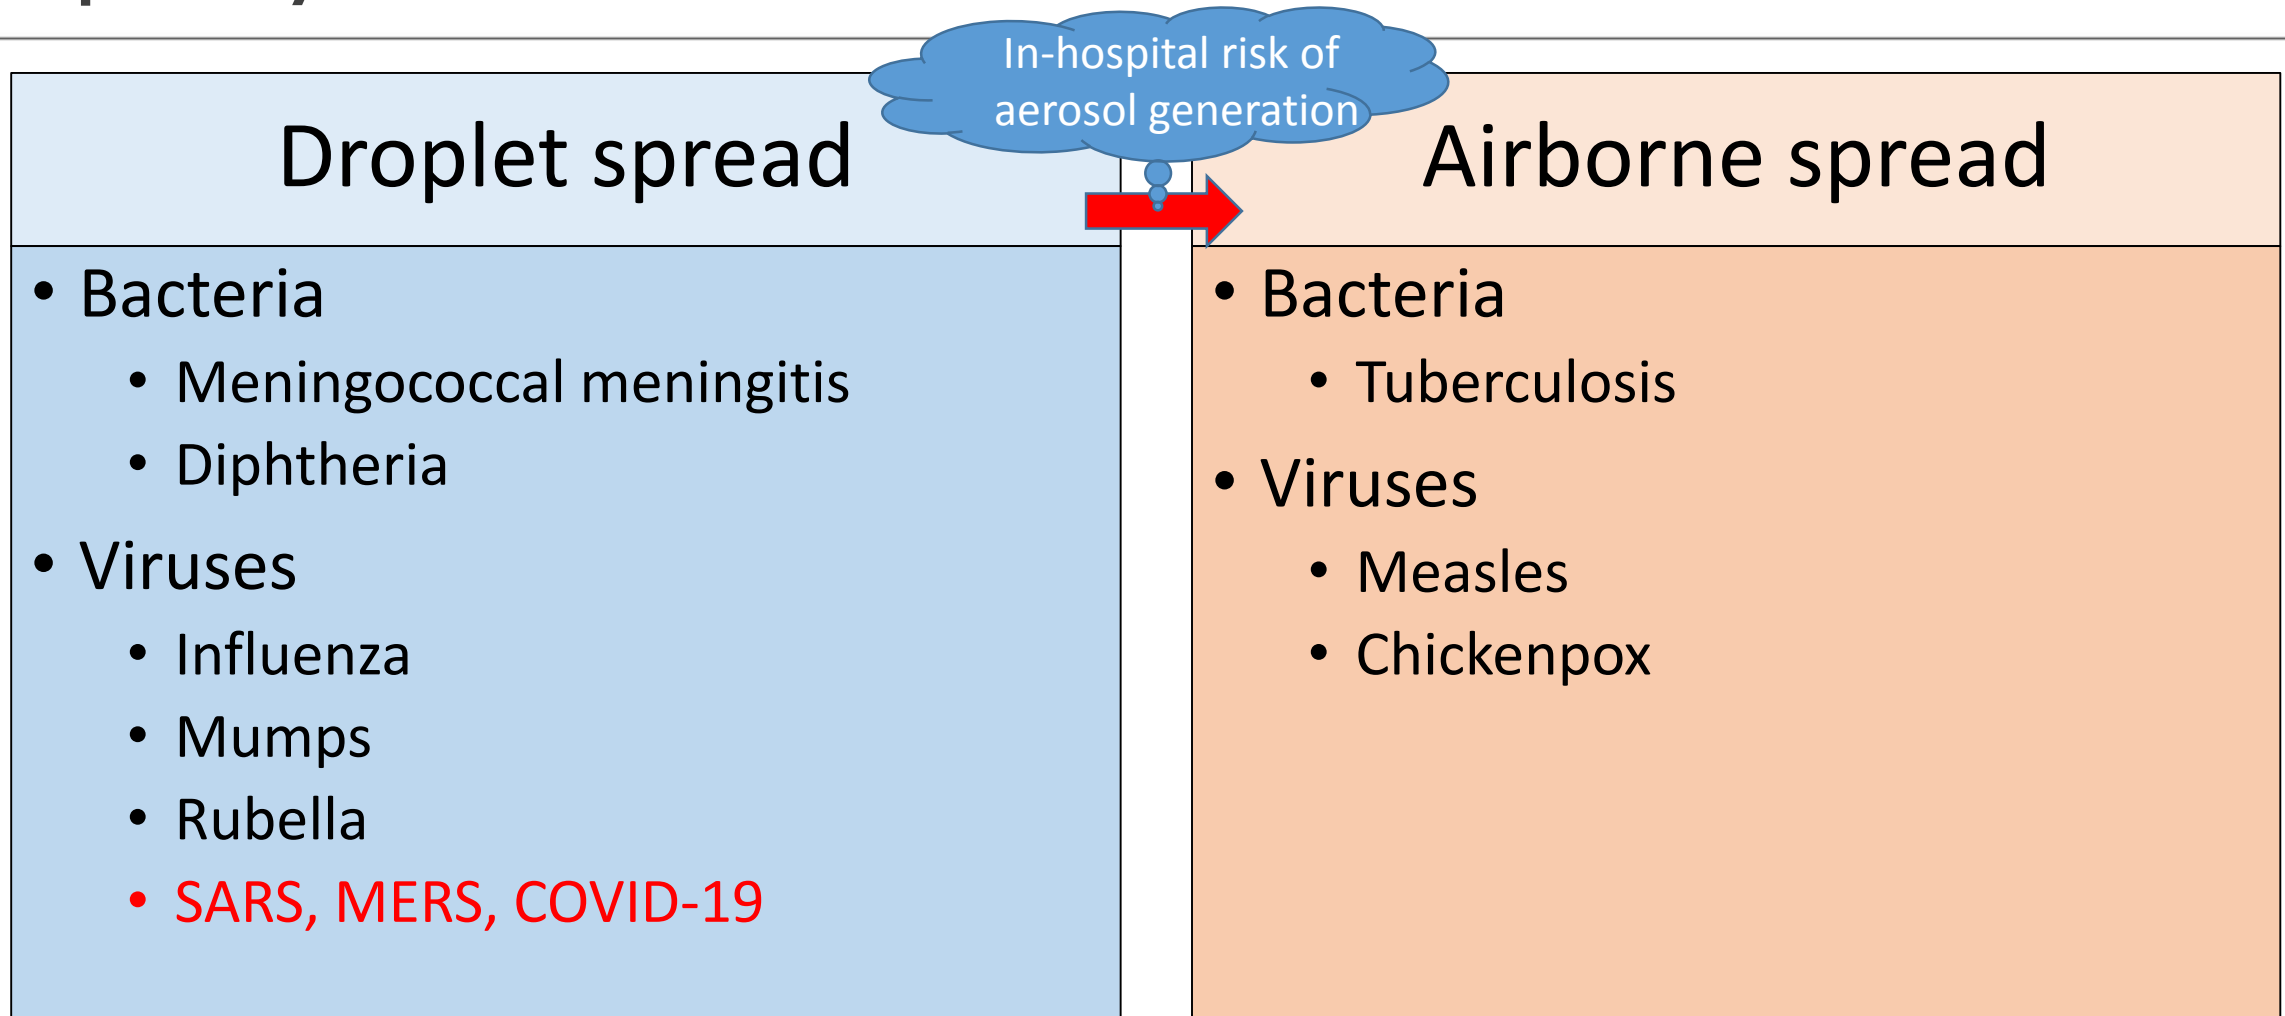 In-hospital risk of
aerosol generation
Droplet spread
• Bacteria
• Meningococcal meningitis
• Diphtheria
• Viruses
• Influenza
• Mumps
• Rubella
• SARS, MERS, COVID-19
Airborne spread
• Bacteria
• Tuberculosis
• Viruses
• Measles
• Chickenpox